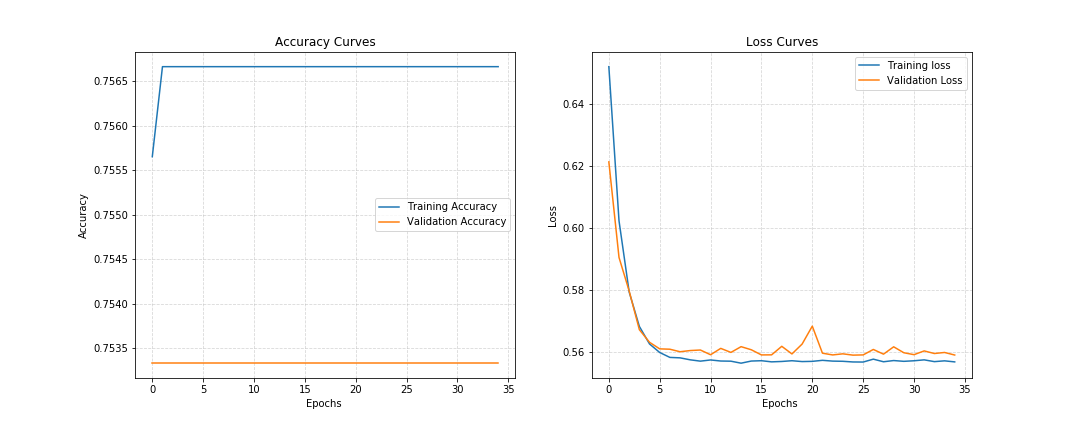 Accuracy Curves
0.7565
0.7560
0.7555
0.7550
0.7545
0.7540
0.7535
Accuracy
Training Accuracy
Validation Accuracy
0 5 10 15 20 25 30 35
Epochs
Loss Curves
Training loss
Validation Loss
0.64
0.62
0.60
0.58
0.56
Loss
0 5 10 15 20 25 30 35
Epochs